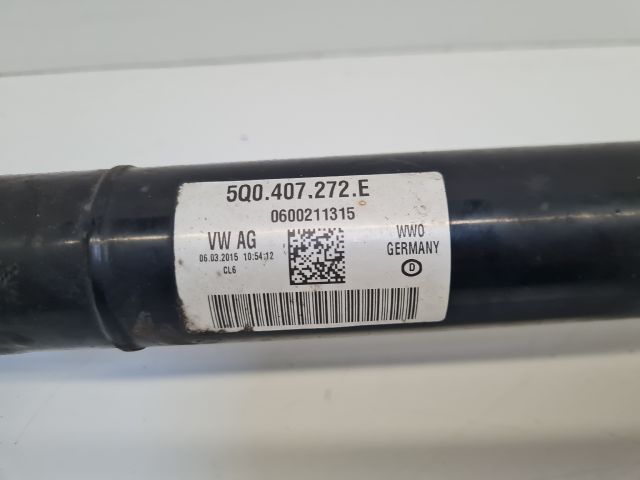 5Q0.407.272.E
0600211315
VW AG
06.03.2015 10:54:12
CL6
WWO
GERMANY
D